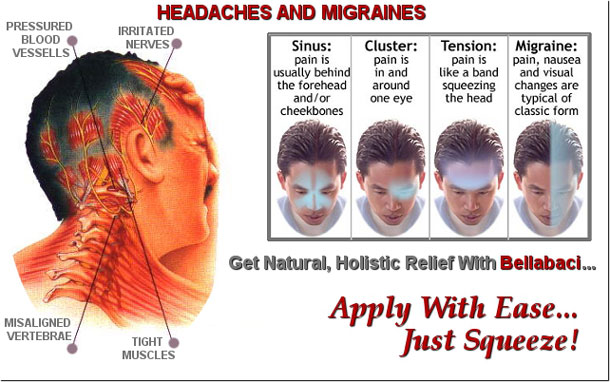 HEADACHES AND MIGRAINES
PRESSURED
BLOOD
VESSELLS
IRRITATED
NERVES
Sinus:
pain is
usually behind
the forehead
and/or
cheekbones
Cluster:
pain is
in and
around
one eye
Tension:
pain is
like a band
squeezing
the head
Migraine:
pain, nausea
and visual
changes are
typical of
classic form
Get Natural, Holistic Relief With Bellabaci...
Apply With Ease...
Just Squeeze!
MISALIGNED
VERTEBRAE
TIGHT
MUSCLES